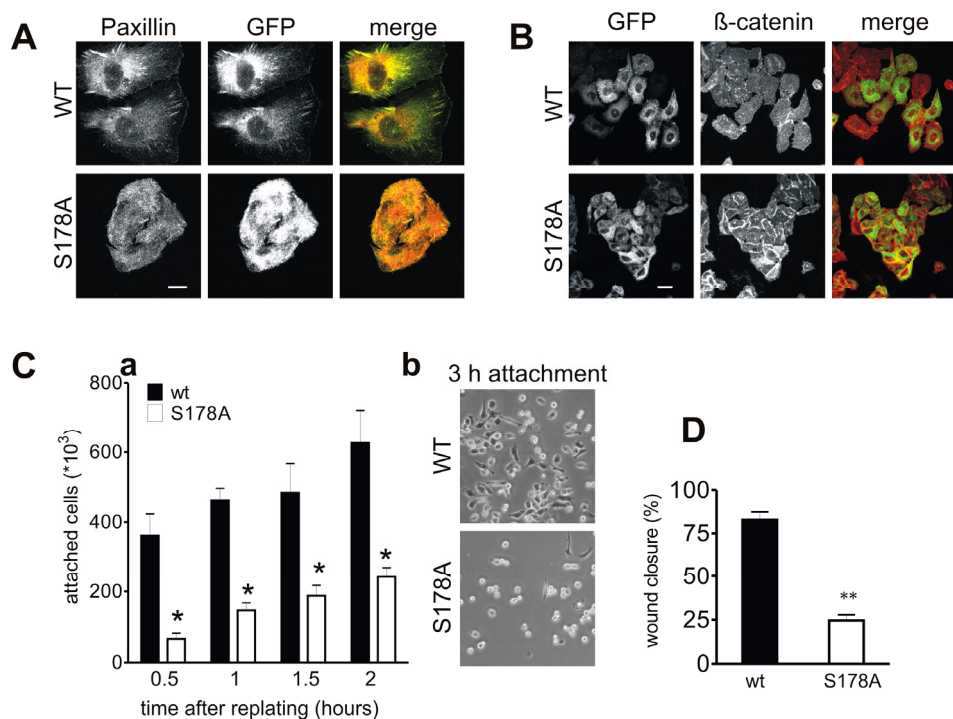 A
Paxillin GFP merge
WT
S178A
B
GFP ß-catenin merge
WT
S178A
C
a
wt
S178A
attached cells (*10³)
800
600
400
200
0
* * * *
0.5 1 1.5 2
time after replating (hours)
b
3 h attachment
WT
S178A
D
wound closure (%)
100
75
25
0
**
wt S178A